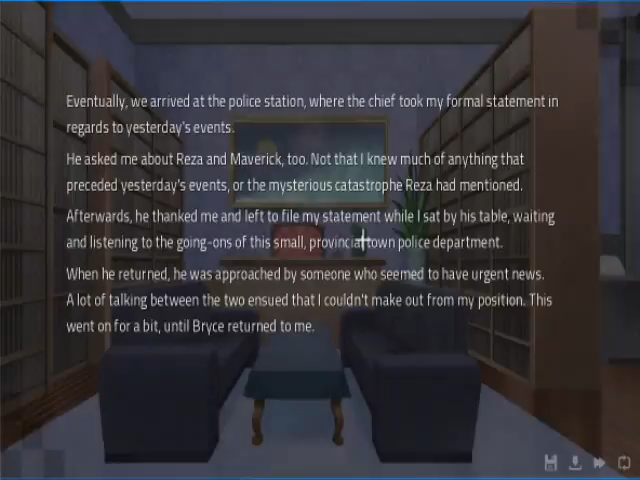 Eventually, we arrived at the police station, where the chief took my formal statement in
regards to yesterday's events.
He asked me about Reza and Maverick, too. Not that I knew much of anything that
preceded yesterday's events, or the mysterious catastrophe Reza had mentioned.
Afterwards, he thanked me and left to file my statement while I sat by his table, waiting
and listening to the going-ons of this small, provincial town police department.
When he returned, he was approached by someone who seemed to have urgent news.
A lot of talking between the two ensued that I couldn't make out from my position. This
went on for a bit, until Bryce returned to me.